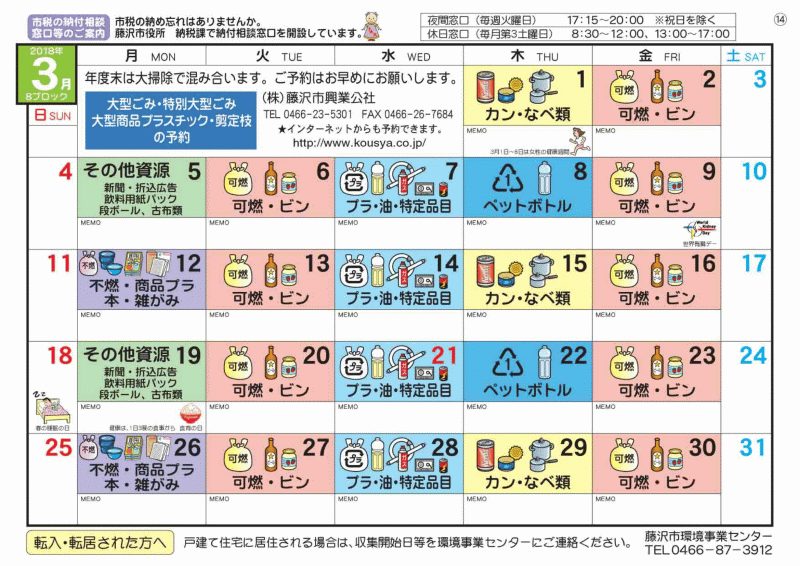 市税の納付相談
窓口等のご案内
市税の納め忘れはありませんか。
藤沢市役所 納税課で納付相談窓口を開設しています。
夜間窓口（毎週火曜日） 17：15～20：00 ※祝日を除く
休日窓口（毎月第3土曜日） 8：30～12：00、13：00～17：00
⑭
2018年
3月
Bブロック
日 SUN
月 MON
火 TUE
水 WED
木 THU
金 FRI
土 SAT
年度末は大掃除で混み合います。ご予約はお早めにお願いします。
大型ごみ・特別大型ごみ
大型商品プラスチック・剪定枝
の予約
（株）藤沢市興業公社
TEL 0466-23-5301 FAX 0466-26-7684
★インターネットからも予約できます。
http://www.kousya.co.jp/
1
カン・なべ類
MEMO
3月1日～8日は女性の健康週間
2
可燃
可燃・ビン
MEMO
3
4
その他資源 5
新聞・折込広告
飲料用紙パック
段ボール、古布類
MEMO
6
可燃
可燃・ビン
MEMO
7
プラ
プラ・油・特定品目
MEMO
8
1
ペットボトル
MEMO
9
可燃
可燃・ビン
MEMO
World
Kidney
Day
世界腎臓デー
10
11
不燃
12
不燃・商品プラ
本・雑がみ
MEMO
13
可燃
可燃・ビン
MEMO
14
プラ
プラ・油・特定品目
MEMO
15
カン・なべ類
MEMO
16
可燃
可燃・ビン
MEMO
17
18
春の睡眠の日
その他資源 19
新聞・折込広告
飲料用紙パック
段ボール、古布類
MEMO
健康は、1日3膳の食事から 食育の日
20
可燃
可燃・ビン
MEMO
21
プラ
プラ・油・特定品目
MEMO
22
1
ペットボトル
MEMO
23
可燃
可燃・ビン
MEMO
24
25
不燃
26
不燃・商品プラ
本・雑がみ
MEMO
27
可燃
可燃・ビン
MEMO
28
プラ
プラ・油・特定品目
MEMO
29
カン・なべ類
MEMO
30
可燃
可燃・ビン
MEMO
31
転入・転居された方へ
戸建て住宅に居住される場合は、収集開始日等を環境事業センターにご連絡ください。
藤沢市環境事業センター
TEL0466-87-3912